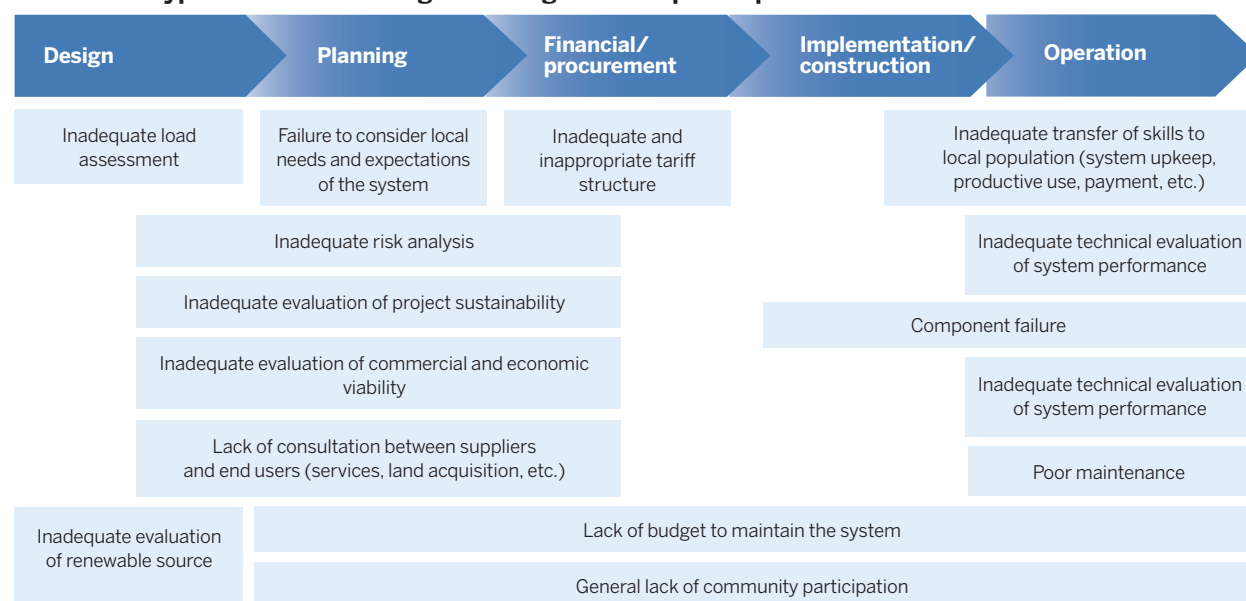 Design
Planning
Financial/
procurement
Implementation/
construction
Operation
Inadequate load
assessment
Failure to consider local
needs and expectations
of the system
Inadequate and
inappropriate tariff
structure
Inadequate transfer of skills to
local population (system upkeep,
productive use, payment, etc.)
Inadequate risk analysis
Inadequate technical evaluation
of system performance
Inadequate evaluation of project sustainability
Component failure
Inadequate evaluation of commercial and economic
viability
Inadequate technical evaluation
of system performance
Lack of consultation between suppliers
and end users (services, land acquisition, etc.)
Poor maintenance
Inadequate evaluation
of renewable source
Lack of budget to maintain the system
General lack of community participation